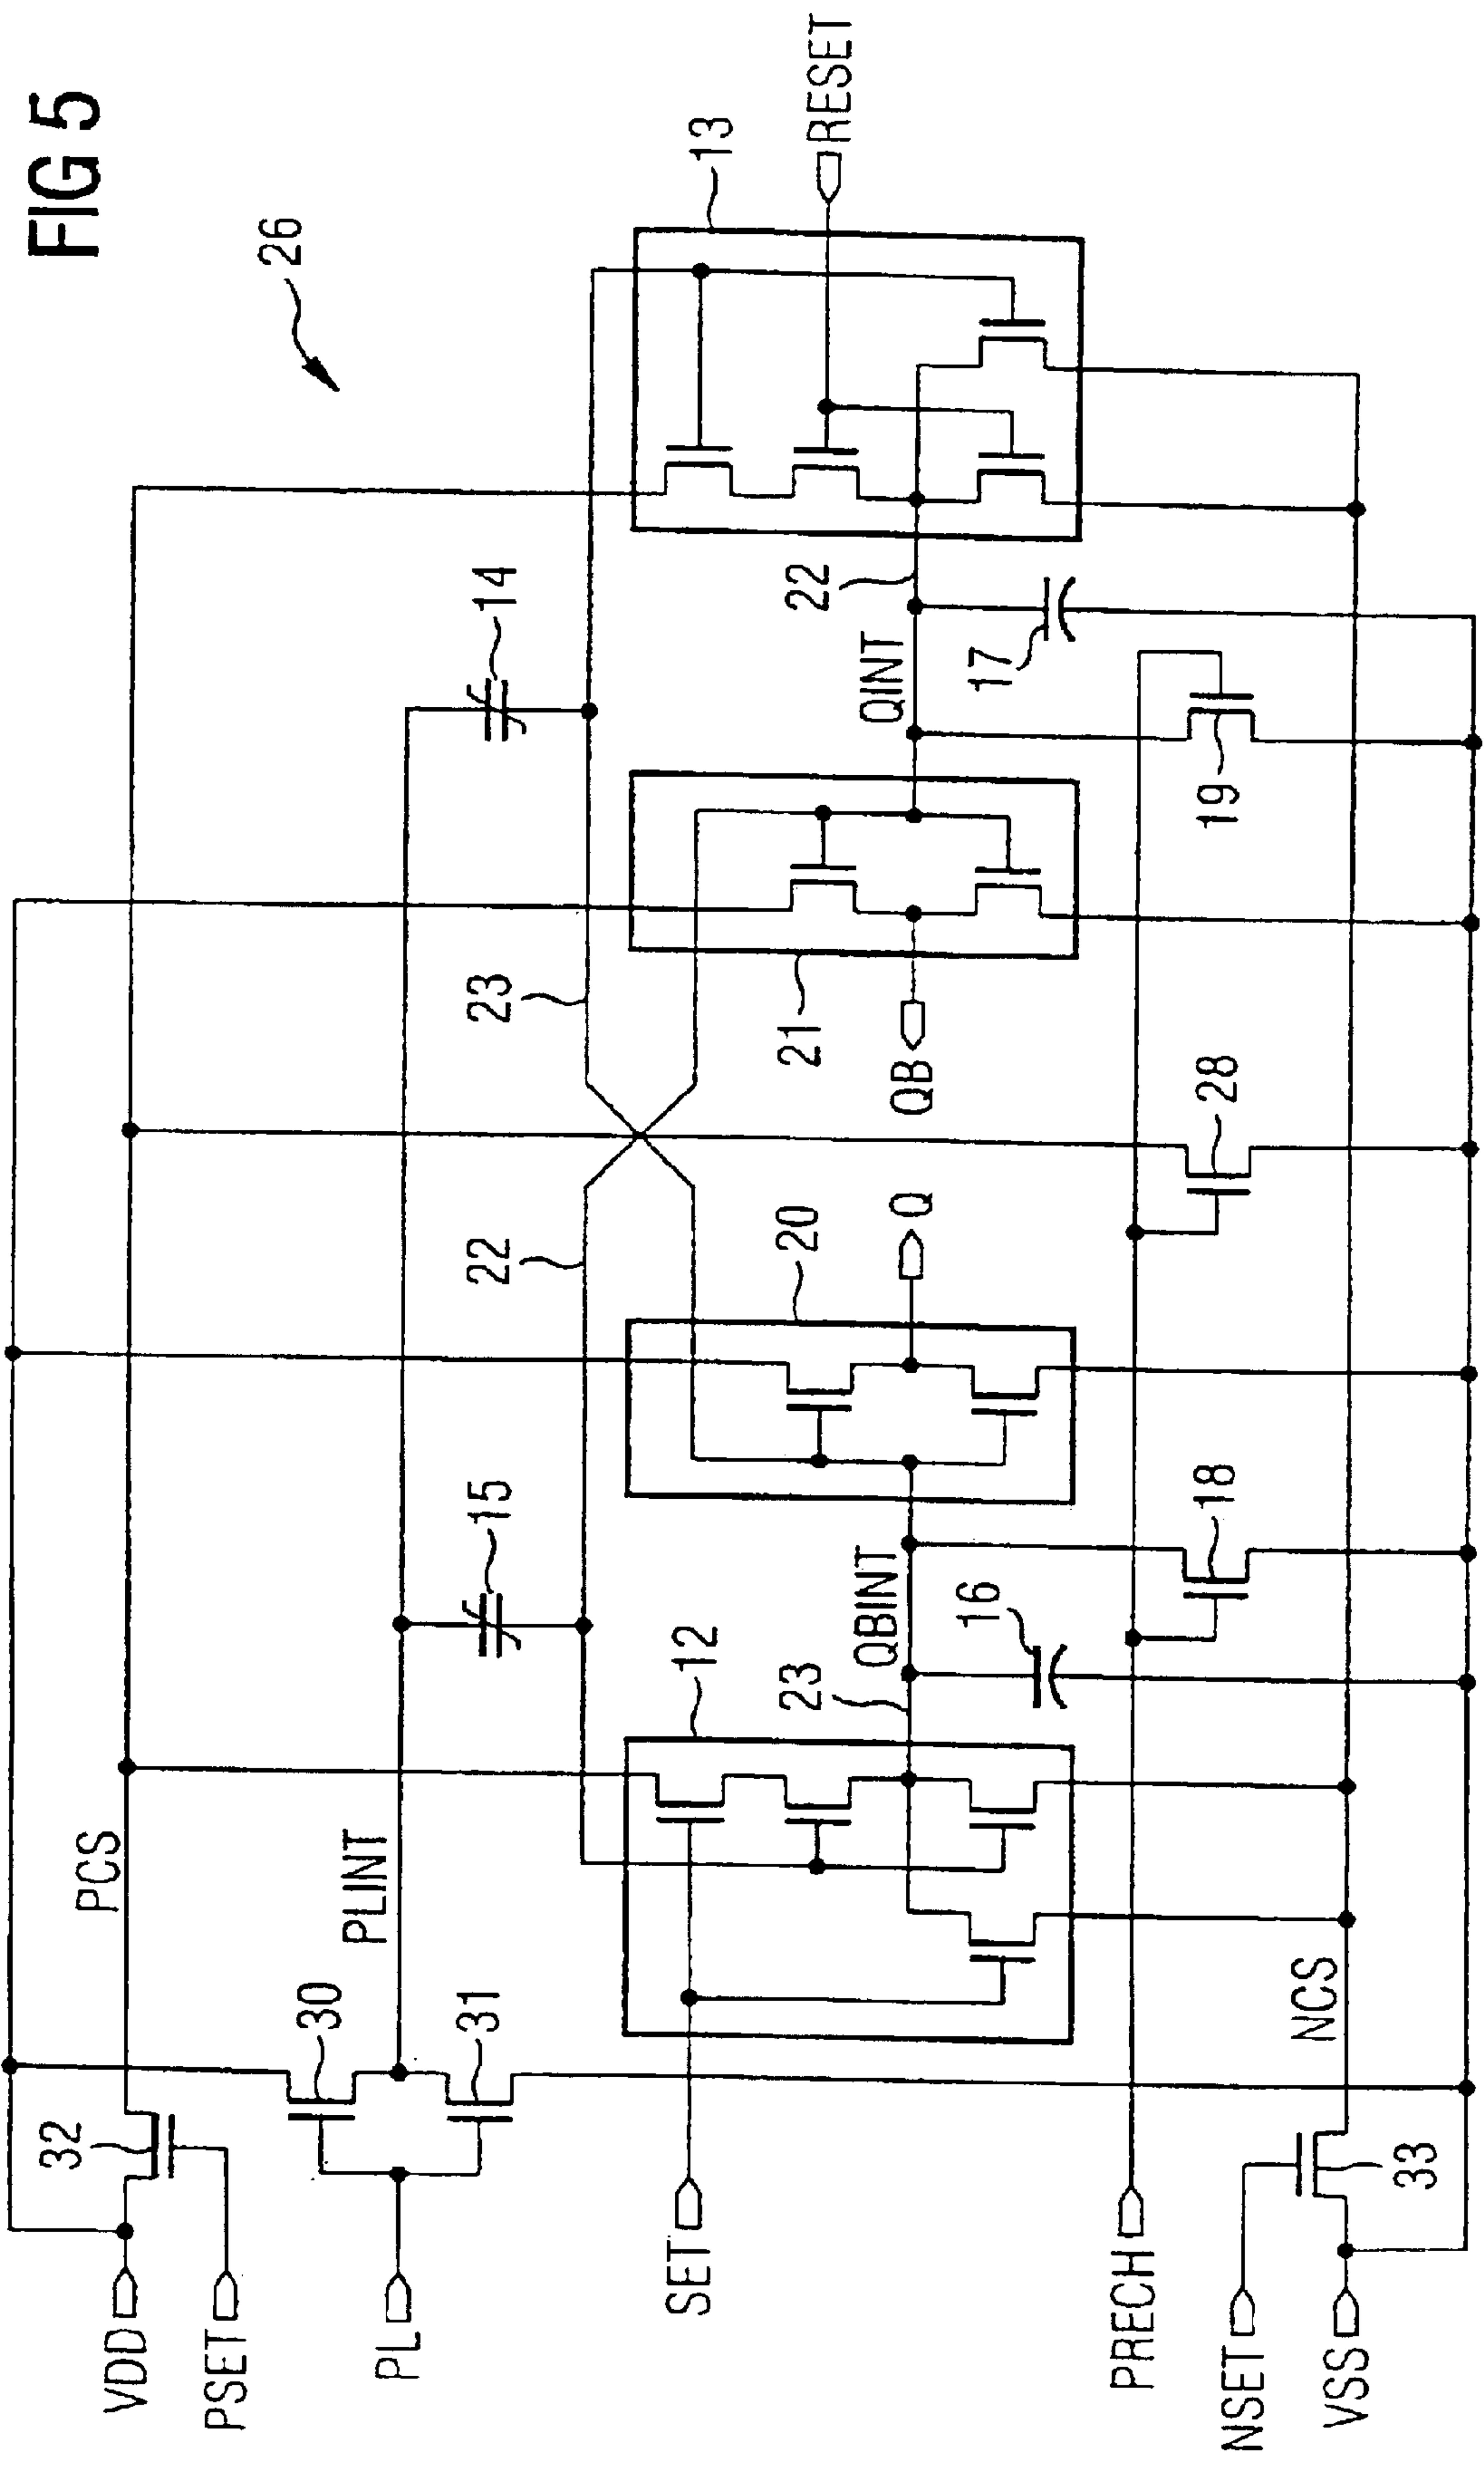 FIG 5
26
VDD
32
PCS
PSET
30
PL
PLINT
31
15
14
22
23
SET
12
20
21
13
RESET
23
QBINT
Q
QB
QINT
22
16
17
PRECH
18
28
19
NSET
NCS
VSS
33